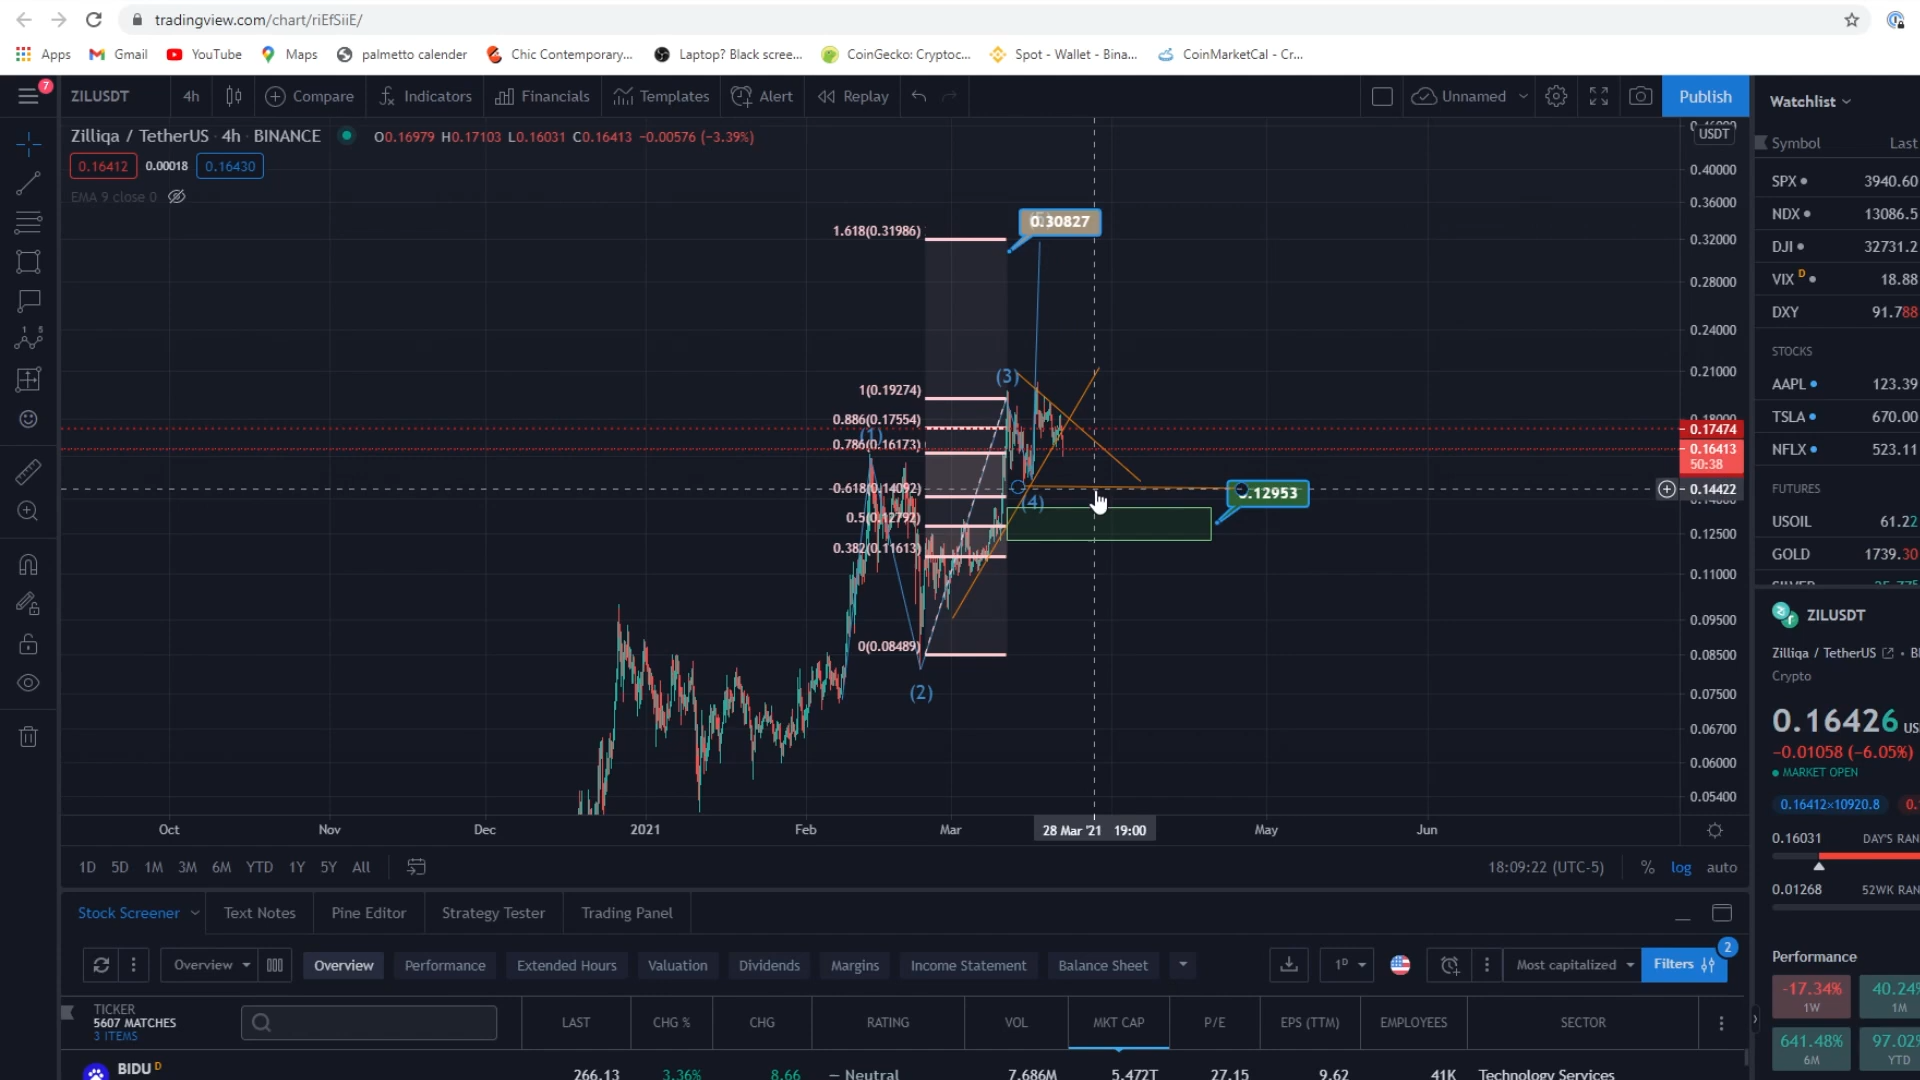 tradingview.com/chart/riEfSiiE/
Apps Gmail YouTube Maps palmetto calender Chic Contemporary... Laptop? Black scree... CoinGecko: Cryptoc... Spot - Wallet - Bina... CoinMarketCal - Cr...
7
ZILUSDT 4h Compare Indicators Financials Templates Alert Replay Unnamed Publish
Watchlist
Zilliqa / TetherUS · 4h · BINANCE O0.16979 H0.17103 L0.16031 C0.16413 −0.00576 (−3.39%)
USDT
0.16412 0.00018 0.16430
EMA 9 close 0
Symbol Last
SPX 3940.60
NDX 13086.5
DJI 32731.2
VIX D 18.88
DXY 91.788
STOCKS
AAPL 123.39
TSLA 670.00
NFLX 523.11
FUTURES
USOIL 61.22
GOLD 1739.30
0.40000
0.36000
0.32000
0.28000
0.24000
0.21000
0.17474
0.16413
50:38
0.14422
0.12500
0.11000
0.09500
0.08500
0.07500
0.06700
0.06000
0.05400
0.30827
1.618(0.31986)
1(0.19274)
0.886(0.17554)
0.786(0.16173)
0.618(0.14092)
0.5(0.12792)
0.382(0.11613)
0(0.08489)
(1)
(2)
(3)
(4)
0.12953
Oct Nov Dec 2021 Feb Mar 28 Mar '21 19:00 May Jun
1D 5D 1M 3M 6M YTD 1Y 5Y All 18:09:22 (UTC-5) % log auto
ZILUSDT
Zilliqa / TetherUS • B
Crypto
0.16426 US
−0.01058 (−6.05%)
MARKET OPEN
0.16412×10920.8 0.
0.16031 DAY'S RAN
0.01268 52WK RAN
Performance
-17.34% 1W
40.24% 1M
641.48% 6M
97.02% YTD
Stock Screener Text Notes Pine Editor Strategy Tester Trading Panel
Overview Overview Performance Extended Hours Valuation Dividends Margins Income Statement Balance Sheet 1D Most capitalized Filters 2
TICKER
5607 MATCHES
3 ITEMS
LAST CHG % CHG RATING VOL MKT CAP P/E EPS (TTM) EMPLOYEES SECTOR
BIDU D 266.13 3.36% 8.66 — Neutral 7.686M 5.472T 27.15 9.62 41K Technology Services